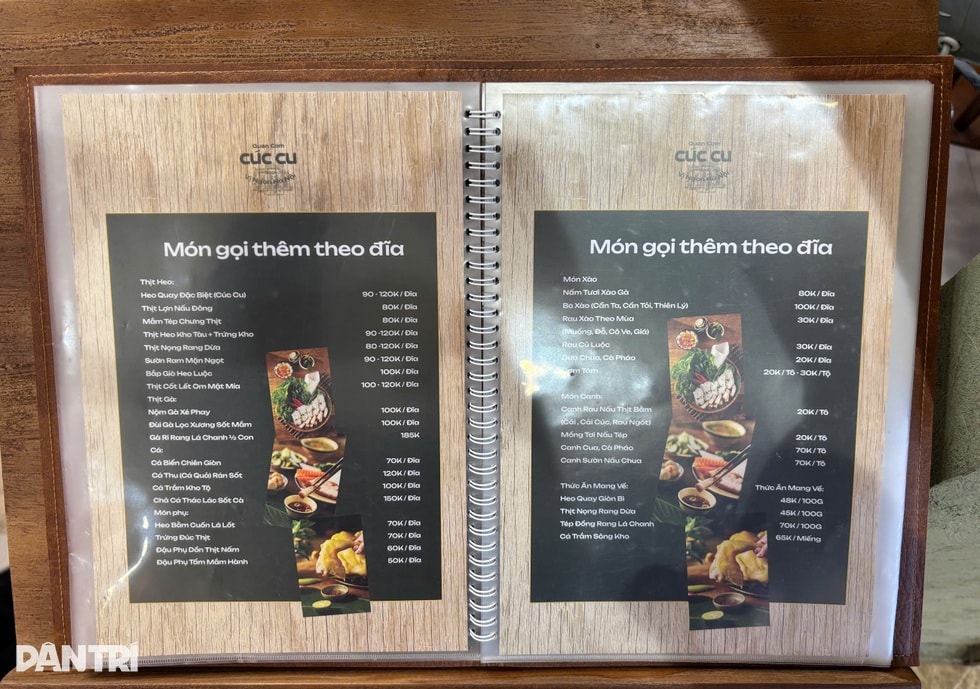 Quán Cơm
cúc cu
Món gọi thêm theo đĩa
Thịt Heo:
Heo Quay Độc Biệt (Cúc Cu) 90 - 120K / Đĩa
Thịt Lợn Nấu Đông 80K / Đĩa
Mắm Tép Chưng Thịt 80K / Đĩa
Thịt Heo Kho Tàu + Trứng Kho 90 -120K / Đĩa
Thịt Nọng Rang Dừa 80 -120K / Đĩa
Sườn Ram Mặn Ngọt 90 - 120K / Đĩa
Bắp Giò Heo Luộc 100K / Đĩa
Thịt Cốt Lết Om Mật Mía 100 - 120K / Đĩa
Thịt Gà:
Nộm Gà Xé Phay 100K / Đĩa
Đùi Gà Lọc Xương Sốt Mắm 100K / Đĩa
Gà Ri Rang Lá Chanh ½ Con 185K
Cá:
Cá Biển Chiên Giòn 70K / Đĩa
Cá Thu (Cá Quả) Rán Sốt 120K / Đĩa
Cá Trắm Kho Tộ 100K / Đĩa
Chả Cá Thác Lác Sốt Cà 150K / Đĩa
Món phụ:
Heo Bằm Cuốn Lá Lốt 70K / Đĩa
Trứng Đúc Thịt 70K / Đĩa
Đậu Phụ Dồn Thịt Nấm 60K / Đĩa
Đậu Phụ Tẩm Mắm Hành 50K / Đĩa
Quán Cơm
cúc cu
Món gọi thêm theo đĩa
Món Xào
Nấm Tươi Xào Gà 80K / Đĩa
Bò Xào (Cần Ta, Cần Tỏi, Thiên Lý) 100K / Đĩa
Rau Xào Theo Mùa 30K / Đĩa
(Muống, Đỗ, Cô Ve, Giá)
Rau Củ Luộc 30K / Đĩa
Dưa Chua, Cà Pháo 20K / Đĩa
Tám 20K / Tô - 30K /Tộ
Món Canh:
Canh Rau Nấu Thịt Bằm 20K / Tô
(Cải , Cải Cúc, Rau Ngót)
Mồng Tơi Nấu Tép 20K / Tô
Canh Cua, Cà Pháo 70K / Tô
Canh Sườn Nấu Chua 70K / Tô
Thức Ăn Mang Về: Thức Ăn Mang Về:
Heo Quay Giòn Bì 48K / 100G
Thịt Nọng Rang Dừa 45K / 100G
Tép Đồng Rang Lá Chanh 70K / 100G
Cá Trắm Sông Kho 65K / Miếng
DÂN TRÍ